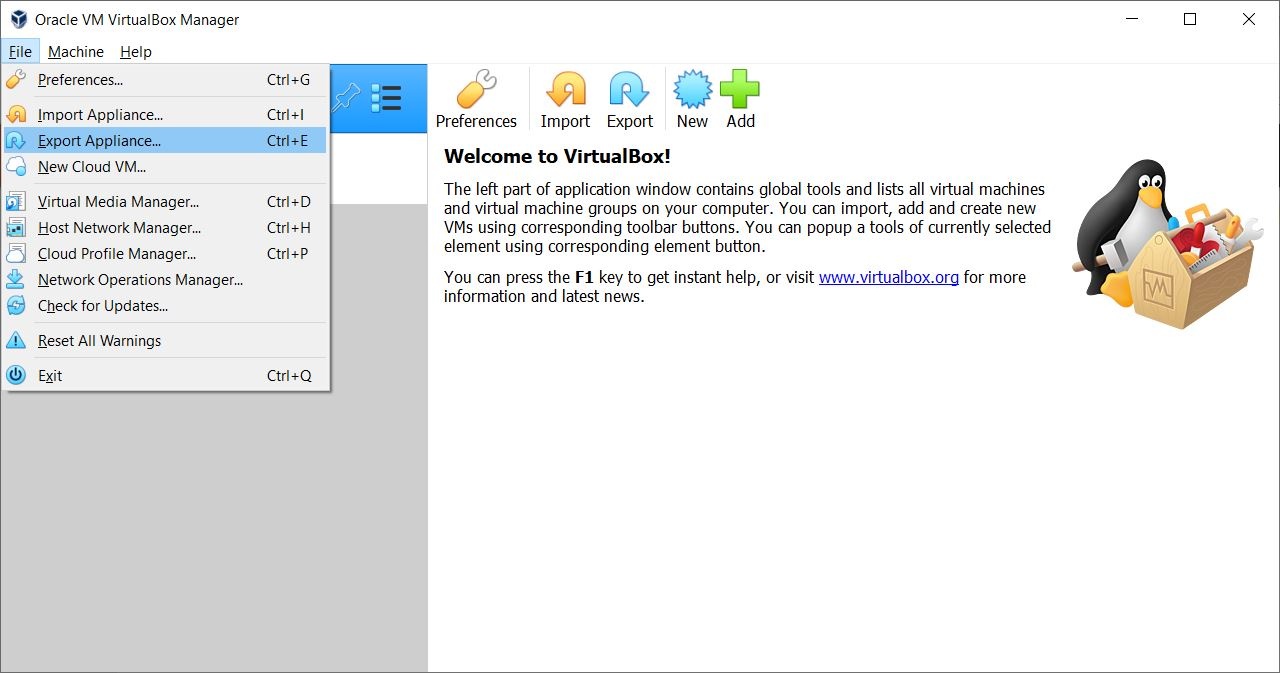 Oracle VM VirtualBox Manager
File Machine Help
Preferences... Ctrl+G
Import Appliance... Ctrl+I
Export Appliance... Ctrl+E
New Cloud VM...
Virtual Media Manager... Ctrl+D
Host Network Manager... Ctrl+H
Cloud Profile Manager... Ctrl+P
Network Operations Manager...
Check for Updates...
Reset All Warnings
Exit Ctrl+Q
Preferences Import Export New Add
Welcome to VirtualBox!
The left part of application window contains global tools and lists all virtual machines
and virtual machine groups on your computer. You can import, add and create new
VMs using corresponding toolbar buttons. You can popup a tools of currently selected
element using corresponding element button.
You can press the F1 key to get instant help, or visit www.virtualbox.org for more
information and latest news.